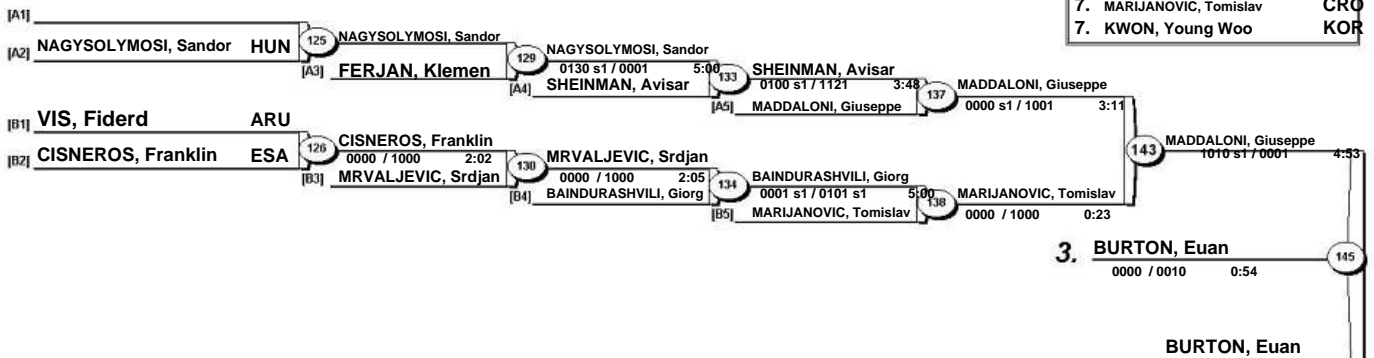 7. MARIJANOVIC, Tomislav CRO
7. KWON, Young Woo KOR
[A1]
[A2] NAGYSOLYMOSI, Sandor HUN
125
NAGYSOLYMOSI, Sandor
[A3] FERJAN, Klemen
129
NAGYSOLYMOSI, Sandor
0130 s1 / 0001 5:00
[A4] SHEINMAN, Avisar
133
SHEINMAN, Avisar
0100 s1 / 1121 3:48
[A5] MADDALONI, Giuseppe
137
MADDALONI, Giuseppe
0000 s1 / 1001 3:11
[B1] VIS, Fiderd ARU
[B2] CISNEROS, Franklin ESA
126
CISNEROS, Franklin
0000 / 1000 2:02
[B3] MRVALJEVIC, Srdjan
130
MRVALJEVIC, Srdjan
0000 / 1000 2:05
[B4] BAINDURASHVILI, Giorg
134
BAINDURASHVILI, Giorg
0001 s1 / 0101 s1 5:00
[B5] MARIJANOVIC, Tomislav
138
MARIJANOVIC, Tomislav
0000 / 1000 0:23
143
MADDALONI, Giuseppe
1010 s1 / 0001 4:53
3. BURTON, Euan
0000 / 0010 0:54
145
BURTON, Euan